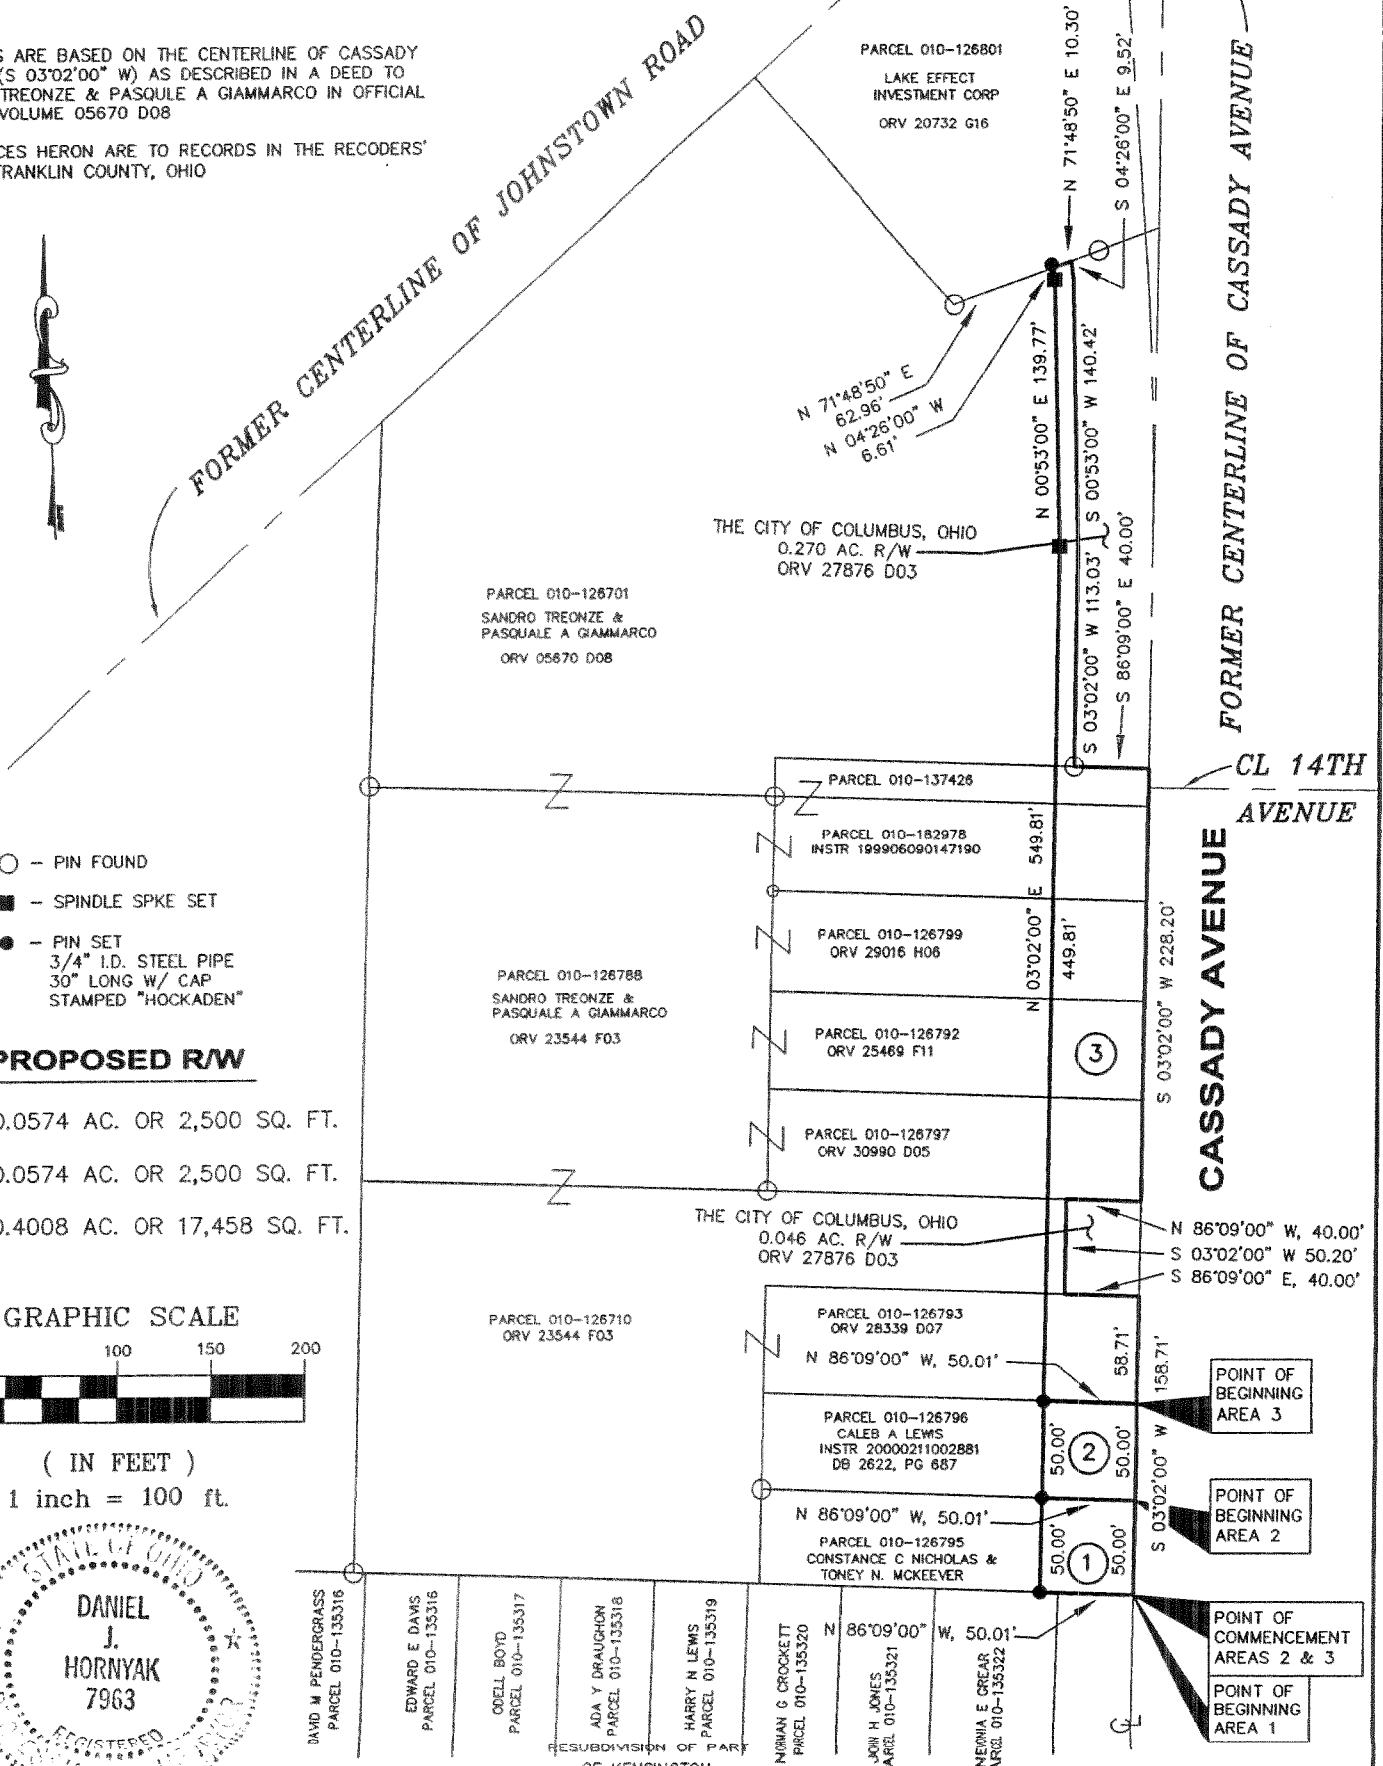 S ARE BASED ON THE CENTERLINE OF CASSADY
(S 03°02'00" W) AS DESCRIBED IN A DEED TO
TREONZE & PASQULE A GIAMMARCO IN OFFICIAL
VOLUME 05670 D08
CES HERON ARE TO RECORDS IN THE RECODERS'
FRANKLIN COUNTY, OHIO
FORMER CENTERLINE OF JOHNSTOWN ROAD
PARCEL 010-126801
LAKE EFFECT
INVESTMENT CORP
ORV 20732 G16
N 71°48'50" E 10.30'
S 04°26'00" E 9.52'
FORMER CENTERLINE OF CASSADY AVENUE
N 71°48'50" E
62.96'
N 04°26'00" W
6.61'
N 00°53'00" E 139.77'
S 00°53'00" W 140.42'
THE CITY OF COLUMBUS, OHIO
0.270 AC. R/W
ORV 27876 D03
S 03°02'00" W 113.03'
S 86°09'00" E 40.00'
PARCEL 010-126701
SANDRO TREONZE &
PASQUALE A GIAMMARCO
ORV 05670 D08
CL 14TH
AVENUE
PARCEL 010-137426
PARCEL 010-182978
INSTR 199906090147190
N 03°02'00" E 549.81'
449.81'
PARCEL 010-126799
ORV 29016 H06
PARCEL 010-126792
ORV 25469 F11
3
PARCEL 010-126797
ORV 30990 D05
S 03°02'00" W 228.20'
CASSADY AVENUE
PIN FOUND
SPINDLE SPKE SET
PIN SET
3/4" I.D. STEEL PIPE
30" LONG W/ CAP
STAMPED "HOCKADEN"
PARCEL 010-126788
SANDRO TREONZE &
PASQUALE A GIAMMARCO
ORV 23544 F03
PROPOSED R/W
0.0574 AC. OR 2,500 SQ. FT.
0.0574 AC. OR 2,500 SQ. FT.
0.4008 AC. OR 17,458 SQ. FT.
THE CITY OF COLUMBUS, OHIO
0.046 AC. R/W
ORV 27876 D03
N 86°09'00" W, 40.00'
S 03°02'00" W 50.20'
S 86°09'00" E, 40.00'
GRAPHIC SCALE
100 150 200
( IN FEET )
1 inch = 100 ft.
PARCEL 010-126710
ORV 23544 F03
PARCEL 010-126793
ORV 28339 D07
N 86°09'00" W, 50.01'
58.71'
S 03°02'00" W 158.71'
POINT OF
BEGINNING
AREA 3
PARCEL 010-126796
CALEB A LEWIS
INSTR 20000211002881
DB 2622, PG 687
50.00'
2
50.00'
POINT OF
BEGINNING
AREA 2
N 86°09'00" W, 50.01'
PARCEL 010-126795
CONSTANCE C NICHOLAS &
TONEY N. MCKEEVER
50.00'
1
50.00'
POINT OF
COMMENCEMENT
AREAS 2 & 3
POINT OF
BEGINNING
AREA 1
N 86°09'00" W, 50.01'
STATE OF OHIO
DANIEL
J.
HORNYAK
7963
REGISTERED
DAVID M PENDERGRASS
PARCEL 010-135316
EDWARD E DAVIS
PARCEL 010-135316
ODELL BOYD
PARCEL 010-135317
ADA Y DRAUGHON
PARCEL 010-135318
HARRY N LEWIS
PARCEL 010-135319
NORMAN G CROCKETT
PARCEL 010-135320
JOHN H JONES
ARCEL 010-135321
E GREAR
ARCEL 010-135322
RESUBDIVISION OF PART
OF KENSINGTON